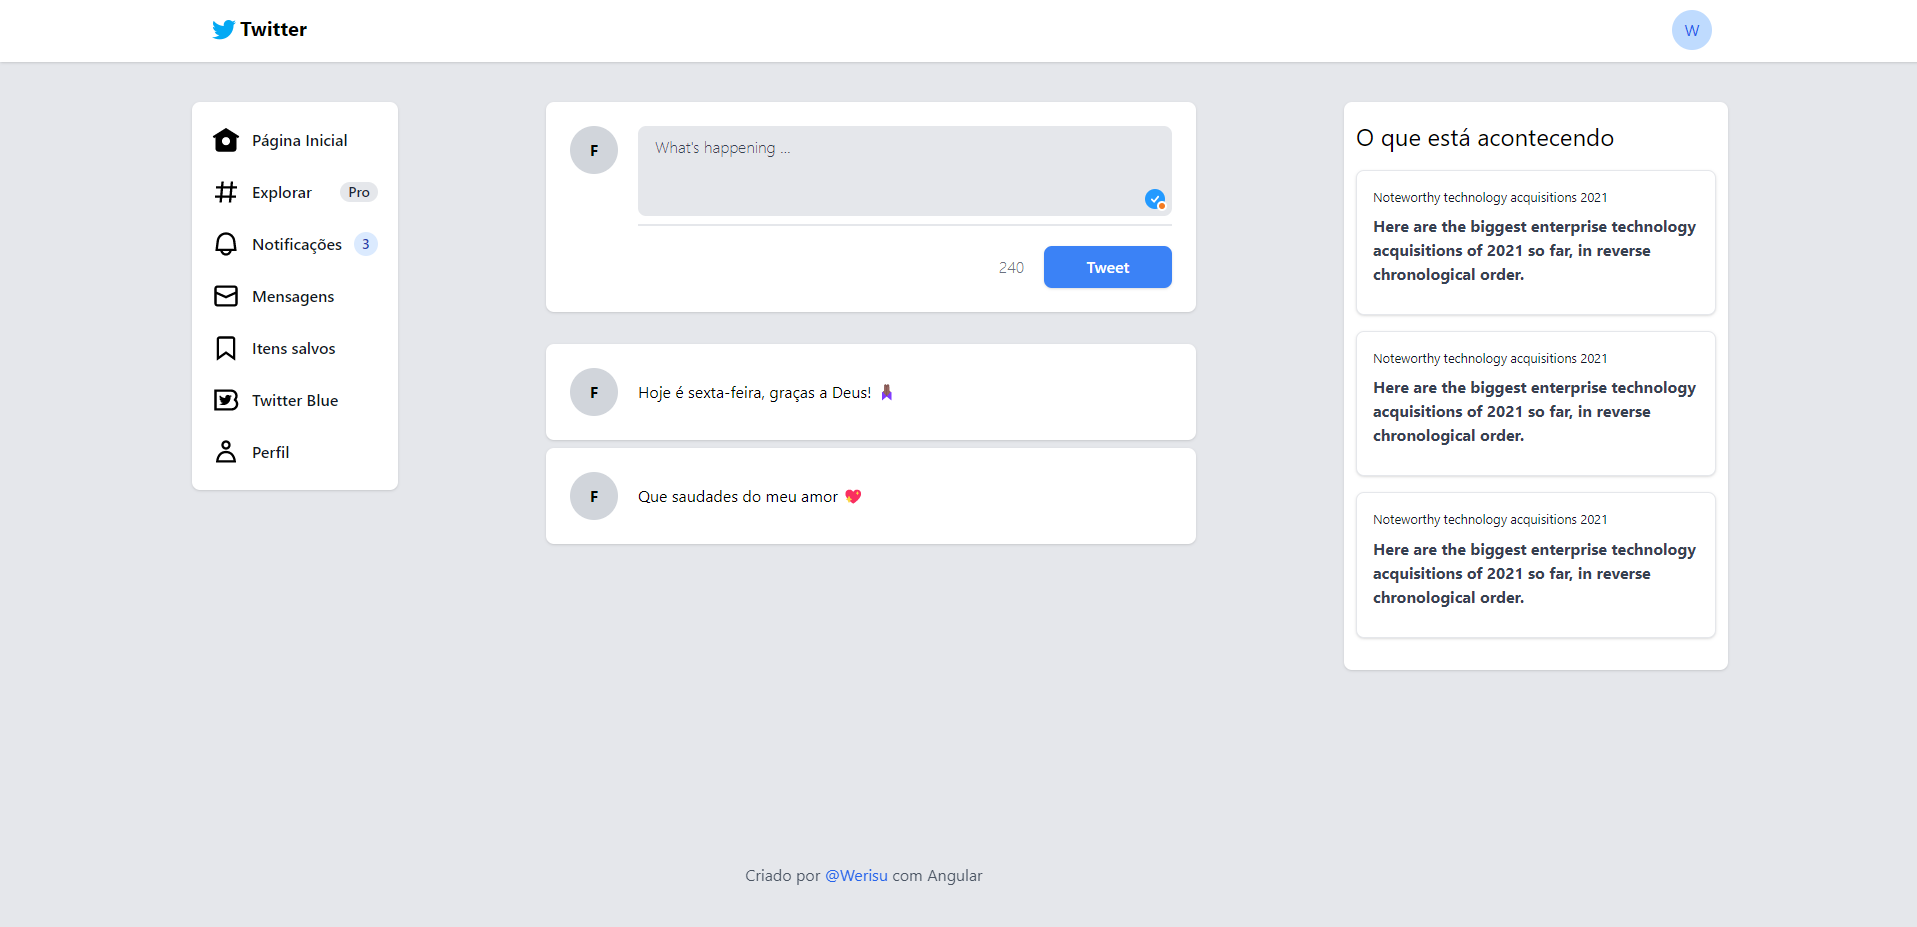 Twitter
W
Página Inicial
Explorar Pro
Notificações 3
Mensagens
Itens salvos
Twitter Blue
Perfil
F
What's happening ...
240
Tweet
F
Hoje é sexta-feira, graças a Deus! 🧎🏾‍♀️
F
Que saudades do meu amor 💖
O que está acontecendo
Noteworthy technology acquisitions 2021
Here are the biggest enterprise technology
acquisitions of 2021 so far, in reverse
chronological order.
Noteworthy technology acquisitions 2021
Here are the biggest enterprise technology
acquisitions of 2021 so far, in reverse
chronological order.
Noteworthy technology acquisitions 2021
Here are the biggest enterprise technology
acquisitions of 2021 so far, in reverse
chronological order.
Criado por @Werisu com Angular